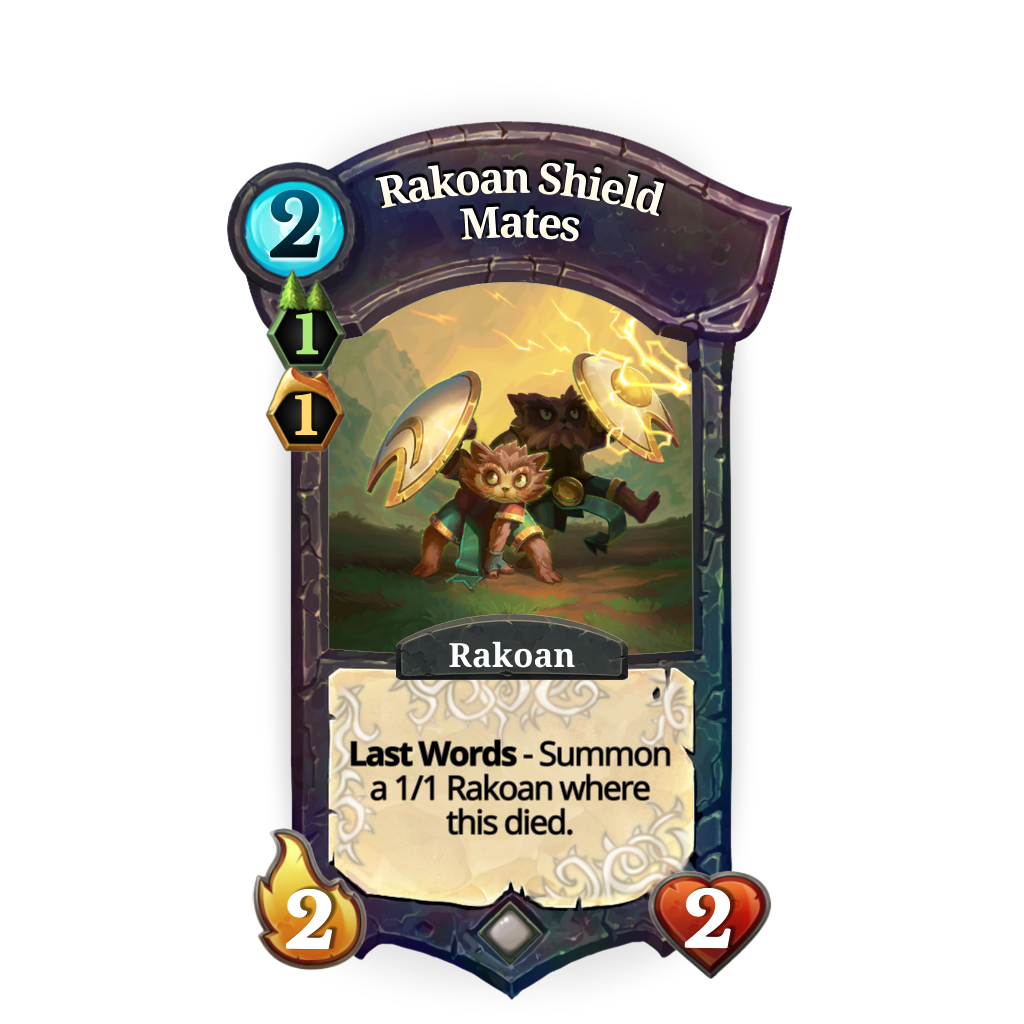 Rakoan Shield
Mates
2
1
1
Rakoan
Last Words - Summon
a 1/1 Rakoan where
this died.
2
2